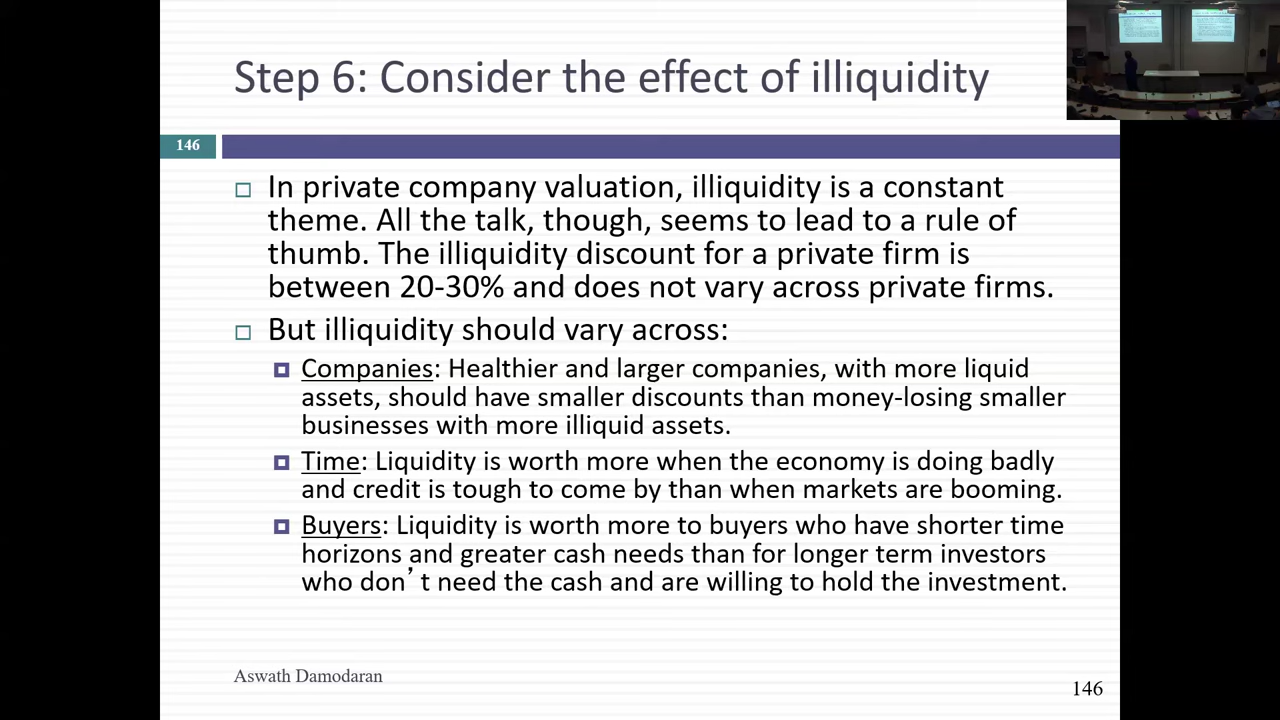 Step 6: Consider the effect of illiquidity
146
In private company valuation, illiquidity is a constant
theme. All the talk, though, seems to lead to a rule of
thumb. The illiquidity discount for a private firm is
between 20-30% and does not vary across private firms.
But illiquidity should vary across:
Companies: Healthier and larger companies, with more liquid
assets, should have smaller discounts than money-losing smaller
businesses with more illiquid assets.
Time: Liquidity is worth more when the economy is doing badly
and credit is tough to come by than when markets are booming.
Buyers: Liquidity is worth more to buyers who have shorter time
horizons and greater cash needs than for longer term investors
who don’t need the cash and are willing to hold the investment.
Aswath Damodaran
146